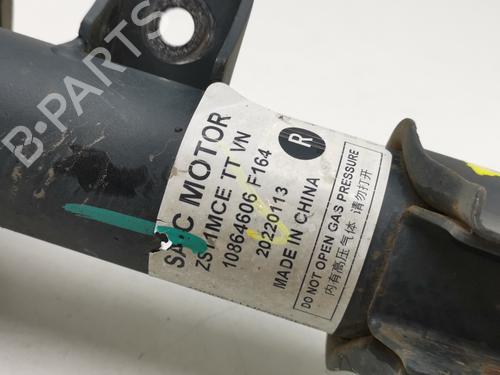 B-PARTS
SAIC MOTOR
ZS11MCE TT VN
10864606 F164
20220113
MADE IN CHINA
R
DO NOT OPEN GAS PRESSURE
内有高压气体 请勿打开